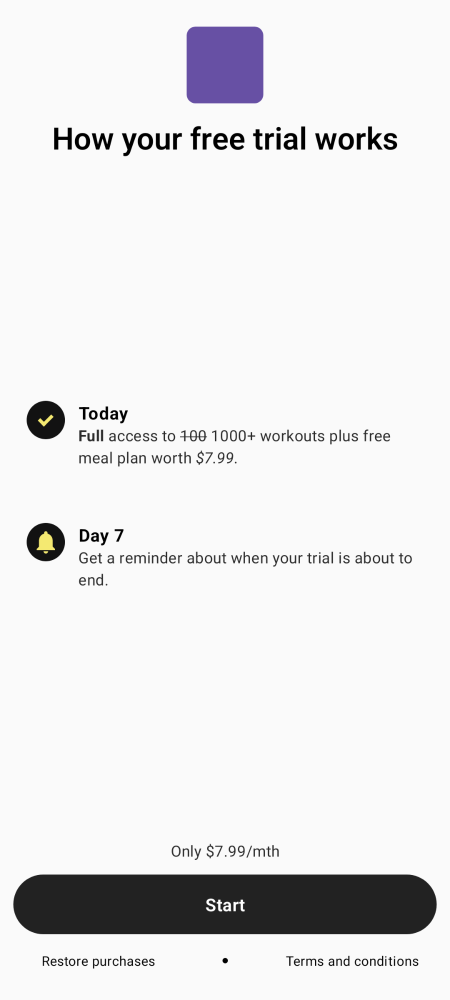 How your free trial works
Today
Full access to 100 1000+ workouts plus free
meal plan worth $7.99.
Day 7
Get a reminder about when your trial is about to
end.
Only $7.99/mth
Start
Restore purchases • Terms and conditions